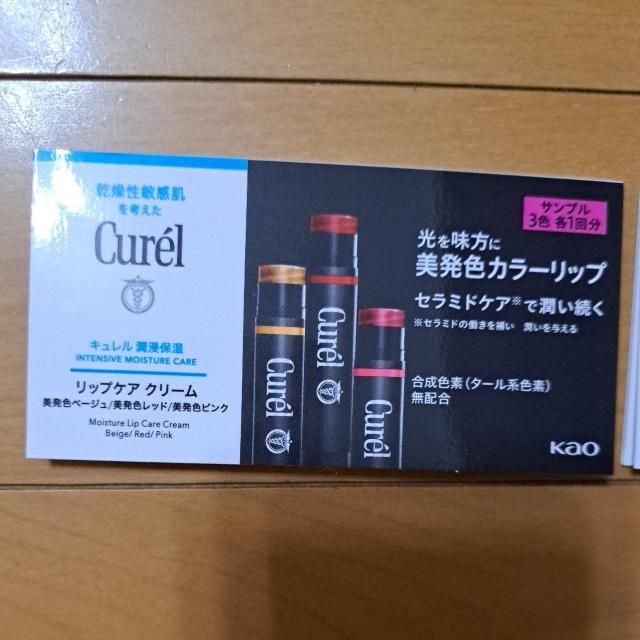 乾燥性敏感肌
を考えた
Curél
キュレル 潤浸保湿
INTENSIVE MOISTURE CARE
リップケア クリーム
美発色ベージュ/美発色レッド/美発色ピンク
Moisture Lip Care Cream
Beige/ Red/ Pink
Curél
Curél
Curél
サンプル
3色 各1回分
光を味方に
美発色カラーリップ
セラミドケア※で潤い続く
※セラミドの働きを補い 潤いを与える
合成色素(タール系色素)
無配合
Kao